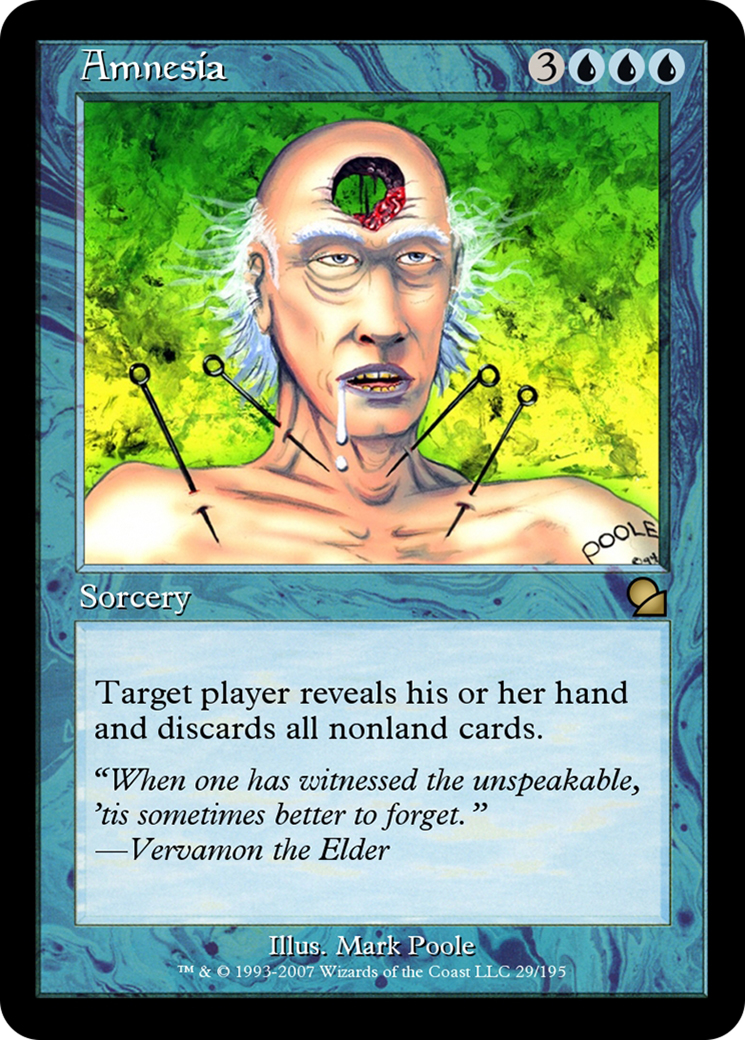 Amnesia 3
POOLE
©94
Sorcery
Target player reveals his or her hand
and discards all nonland cards.
“When one has witnessed the unspeakable,
’tis sometimes better to forget.”
—Vervamon the Elder
Illus. Mark Poole
™ & © 1993-2007 Wizards of the Coast LLC 29/195